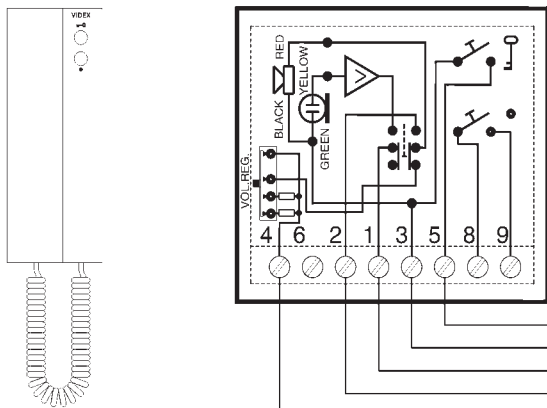 VIDEX
RED
BLACK
YELLOW
GREEN
VOL.REG.
4 6 2 1 3 5 8 9